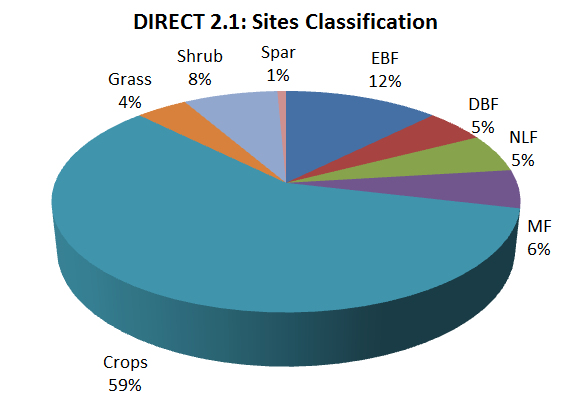 DIRECT 2.1: Sites Classification
Spar
1%
EBF
12%
DBF
5%
NLF
5%
MF
6%
Crops
59%
Grass
4%
Shrub
8%